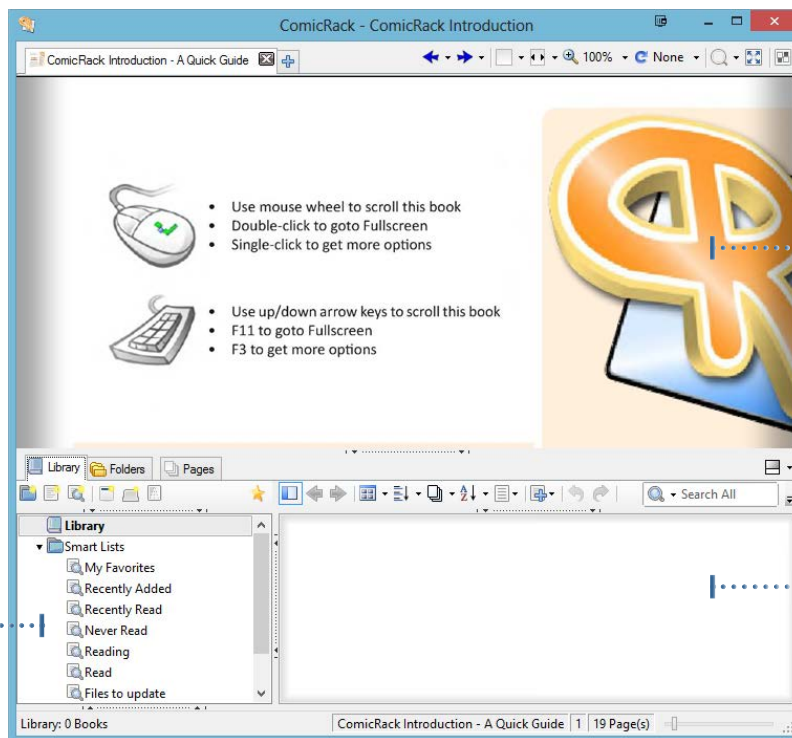 ComicRack - ComicRack Introduction
ComicRack Introduction - A Quick Guide
100%
None
• Use mouse wheel to scroll this book
• Double-click to goto Fullscreen
• Single-click to get more options
• Use up/down arrow keys to scroll this book
• F11 to goto Fullscreen
• F3 to get more options
Library Folders Pages
Search All
Library
Smart Lists
My Favorites
Recently Added
Recently Read
Never Read
Reading
Read
Files to update
Library: 0 Books
ComicRack Introduction - A Quick Guide 1 19 Page(s)